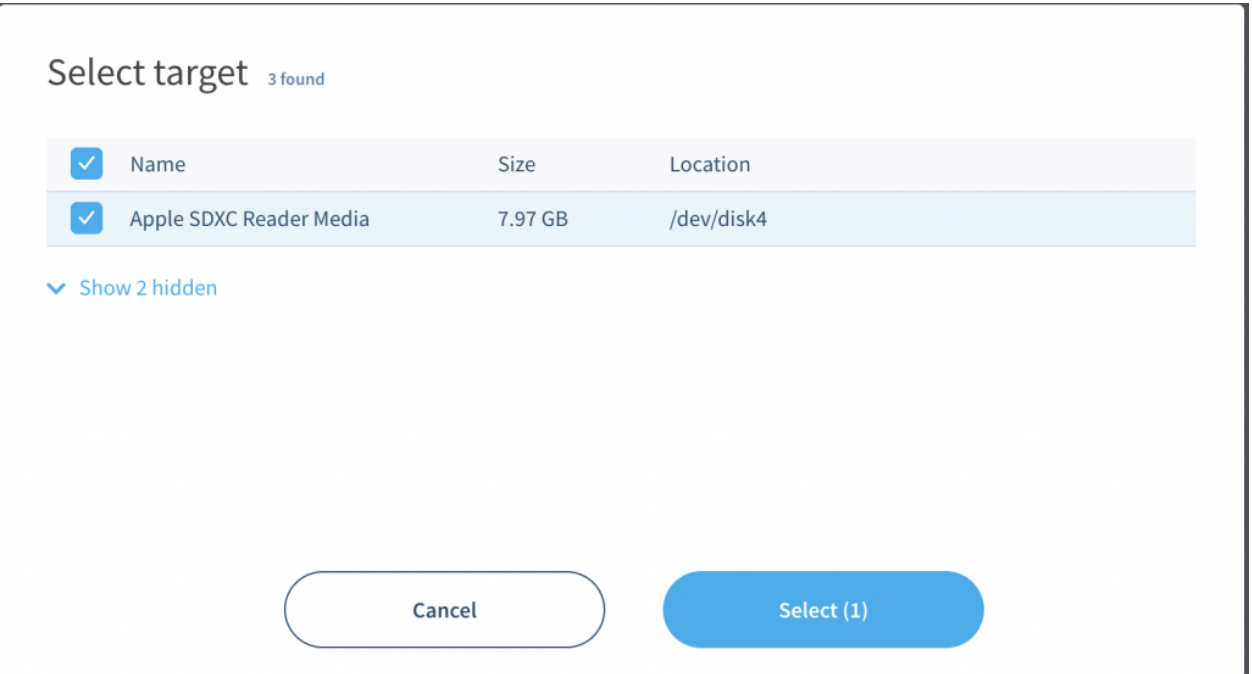 Select target 3 found
Name Size Location
Apple SDXC Reader Media 7.97 GB /dev/disk4
Show 2 hidden
Cancel Select (1)